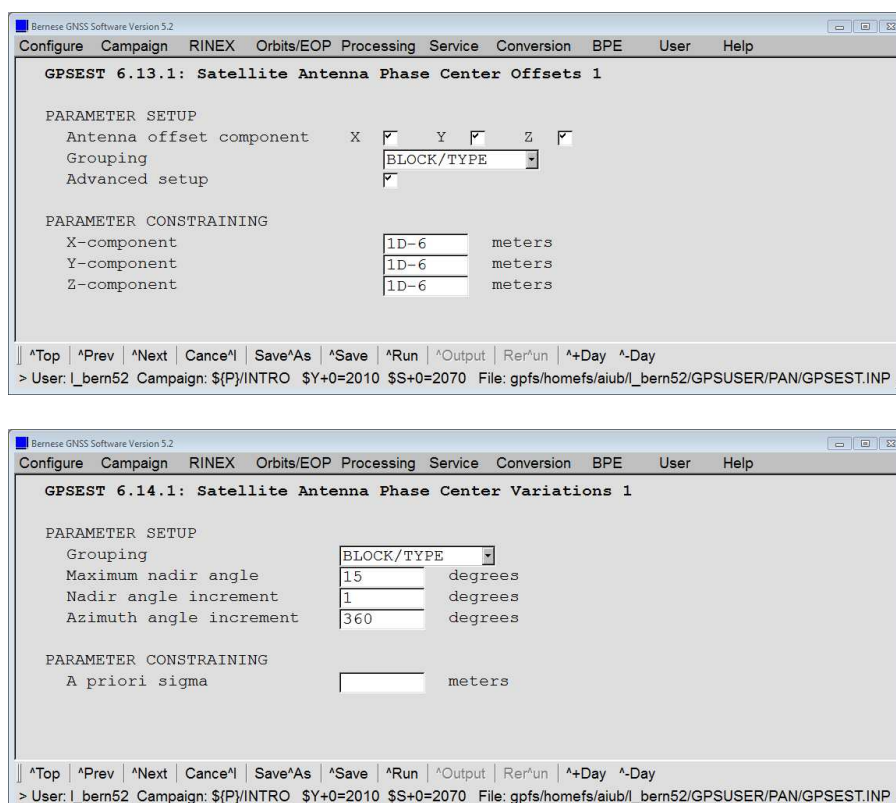 Bernese GNSS Software Version 5.2
Configure Campaign RINEX Orbits/EOP Processing Service Conversion BPE User Help
GPSEST 6.13.1: Satellite Antenna Phase Center Offsets 1
PARAMETER SETUP
Antenna offset component X Y Z
Grouping BLOCK/TYPE
Advanced setup
PARAMETER CONSTRAINING
X-component 1D-6 meters
Y-component 1D-6 meters
Z-component 1D-6 meters
^Top ^Prev ^Next Cance^l Save^As ^Save ^Run ^Output Rer^un ^+Day ^-Day
> User: l_bern52 Campaign: ${P}/INTRO $Y+0=2010 $S+0=2070 File: gpfs/homefs/aiub/l_bern52/GPSUSER/PAN/GPSEST.INP
Bernese GNSS Software Version 5.2
Configure Campaign RINEX Orbits/EOP Processing Service Conversion BPE User Help
GPSEST 6.14.1: Satellite Antenna Phase Center Variations 1
PARAMETER SETUP
Grouping BLOCK/TYPE
Maximum nadir angle 15 degrees
Nadir angle increment 1 degrees
Azimuth angle increment 360 degrees
PARAMETER CONSTRAINING
A priori sigma meters
^Top ^Prev ^Next Cance^l Save^As ^Save ^Run ^Output Rer^un ^+Day ^-Day
> User: l_bern52 Campaign: ${P}/INTRO $Y+0=2010 $S+0=2070 File: gpfs/homefs/aiub/l_bern52/GPSUSER/PAN/GPSEST.INP